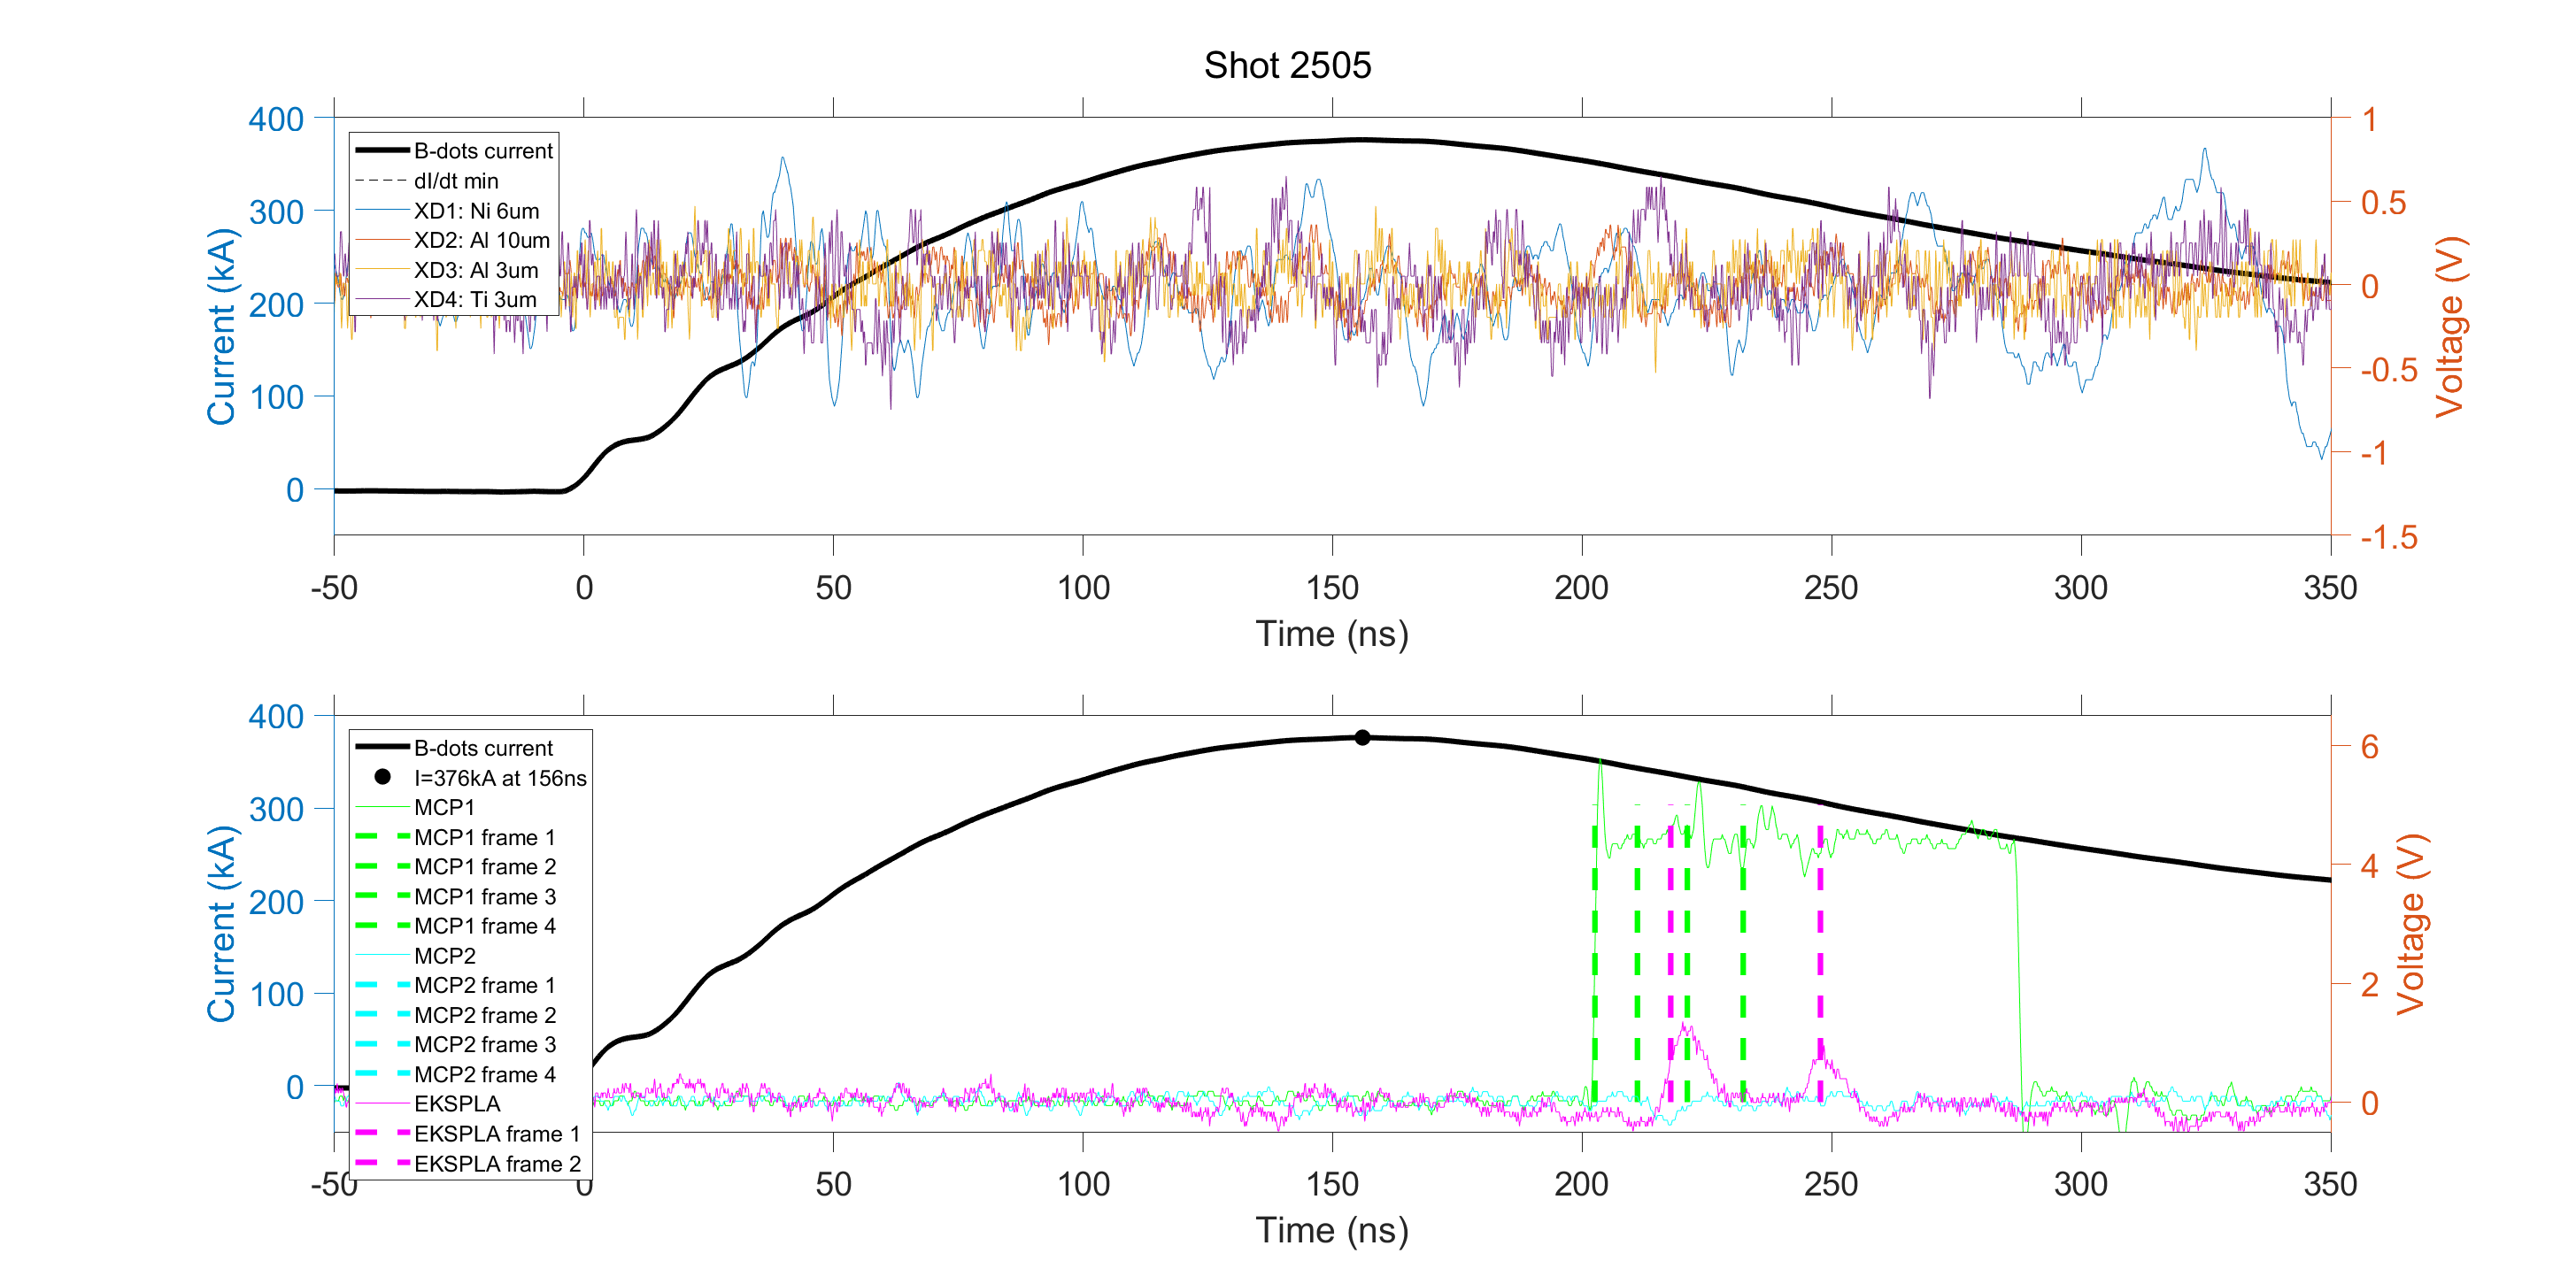 Shot 2505
400
300
200
100
0
Current (kA)
B-dots current
dI/dt min
XD1: Ni 6um
XD2: Al 10um
XD3: Al 3um
XD4: Ti 3um
1
0.5
0
-0.5
-1
-1.5
Voltage (V)
-50 0 50 100 150 200 250 300 350
Time (ns)
400
300
200
100
0
Current (kA)
B-dots current
I=376kA at 156ns
MCP1
MCP1 frame 1
MCP1 frame 2
MCP1 frame 3
MCP1 frame 4
MCP2
MCP2 frame 1
MCP2 frame 2
MCP2 frame 3
MCP2 frame 4
EKSPLA
EKSPLA frame 1
EKSPLA frame 2
6
4
2
0
Voltage (V)
-50 0 50 100 150 200 250 300 350
Time (ns)